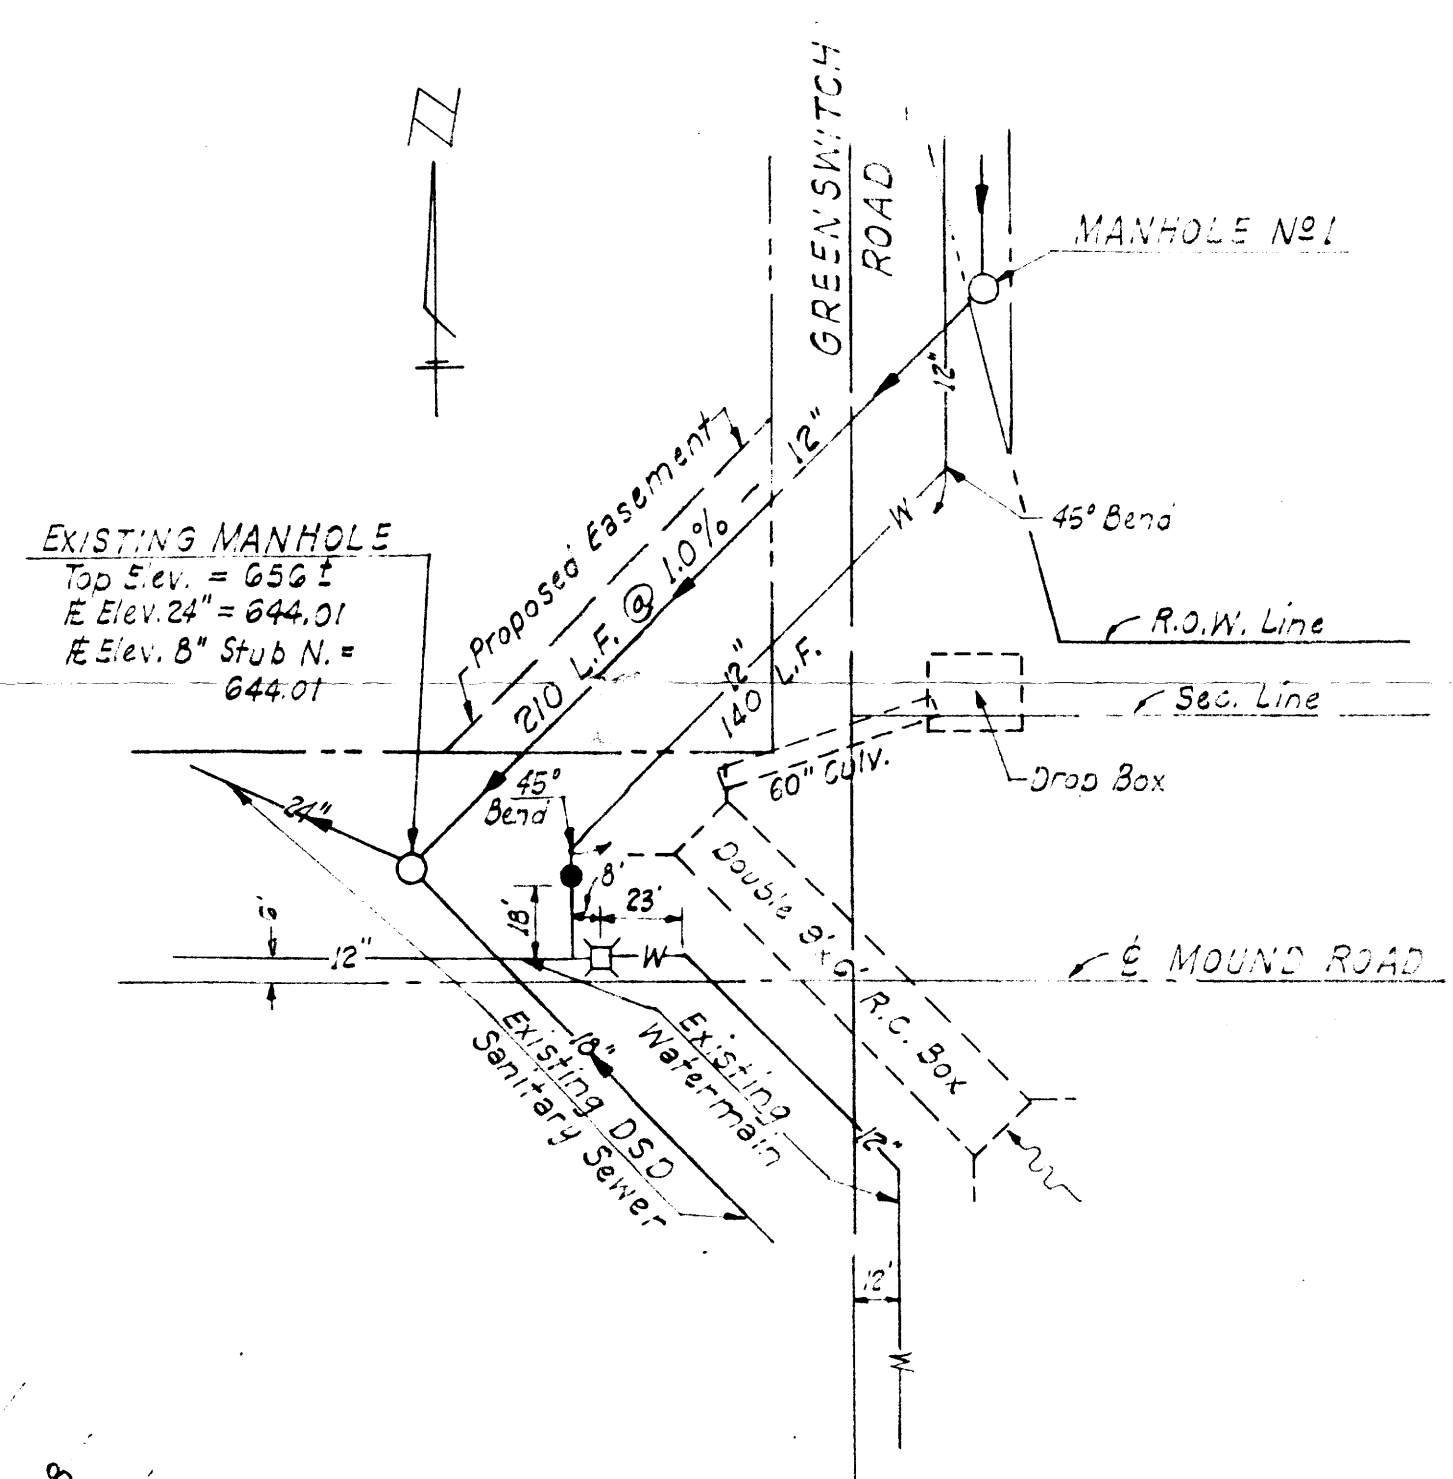 GREENSWITCH
ROAD
MANHOLE Nº1
12"
12"
Proposed Easement
W
45° Bend
EXISTING MANHOLE
Top Elev. = 656 ±
Elev. 24" = 644.01
Elev. 8" Stub N. =
644.01
210 L.F. @ 1.0%
R.O.W. Line
12"
140 L.F.
Sec. Line
60" Culv.
Drop Box
24"
45°
Bend
8'
Double 9' x 6'
R.C. Box
18'
23'
6'
12"
W
℄ MOUND ROAD
Existing DSD
Sanitary Sewer
18"
Existing
Watermain
12"
12'
W
8